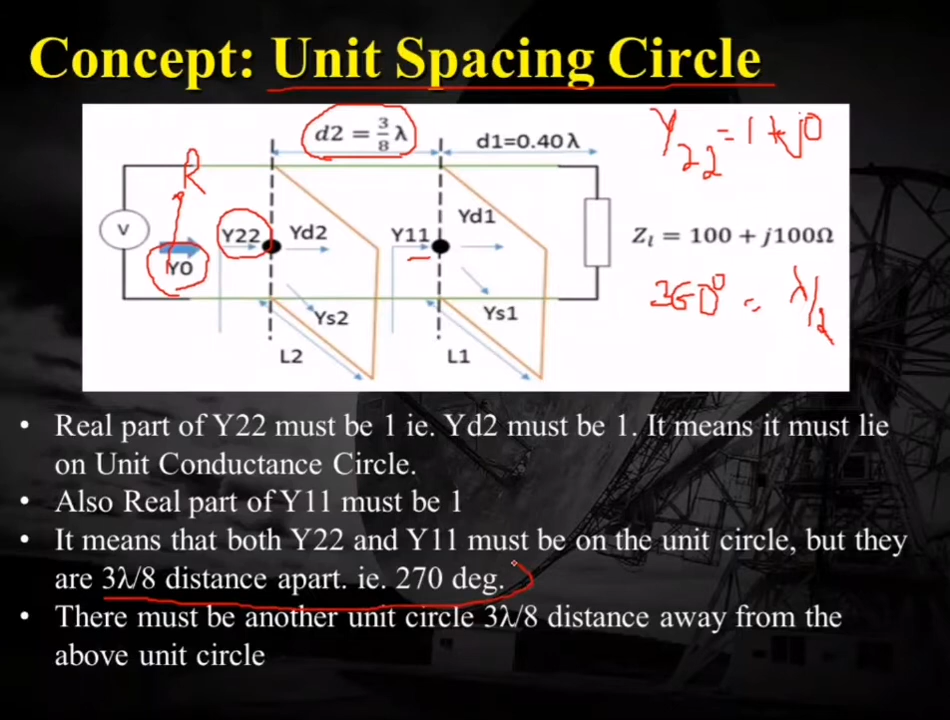 Concept: Unit Spacing Circle
d2 = 3/8 λ
d1=0.40λ
Y22 = 1 + j0
R
V
Y22
Yd2
Y11
Yd1
Zₗ = 100 + j100Ω
Y0
360° = λ/2
Ys2
Ys1
L2
L1
• Real part of Y22 must be 1 ie. Yd2 must be 1. It means it must lie
on Unit Conductance Circle.
• Also Real part of Y11 must be 1
• It means that both Y22 and Y11 must be on the unit circle, but they
are 3λ/8 distance apart. ie. 270 deg.
• There must be another unit circle 3λ/8 distance away from the
above unit circle